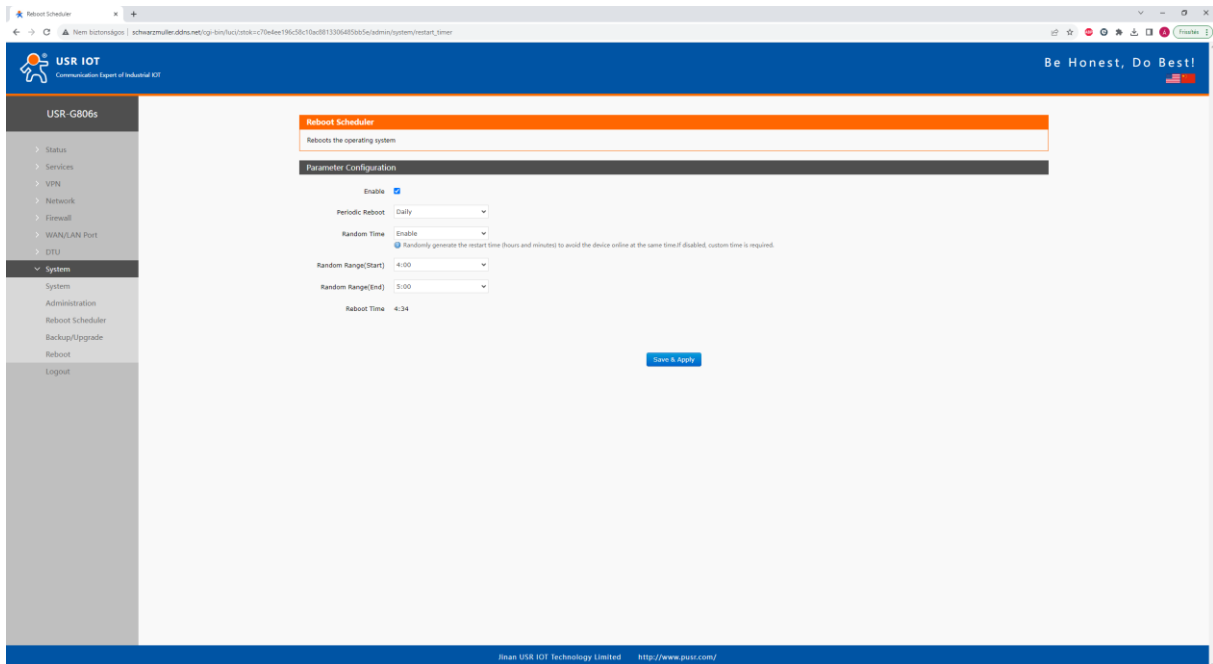 Reboot Scheduler
Nem biztonságos | schwarzmuller.ddns.net/cgi-bin/luci/;stok=c70e4ee196c58c10ad8813306485bb5e/admin/system/restart_timer
Frissítés
USR IOT
Communication Expert of Industrial IOT
Be Honest, Do Best!
USR-G806s
Status
Services
VPN
Network
Firewall
WAN/LAN Port
DTU
System
System
Administration
Reboot Scheduler
Backup/Upgrade
Reboot
Logout
Reboot Scheduler
Reboots the operating system
Parameter Configuration
Enable
Periodic Reboot Daily
Random Time Enable
Randomly generate the restart time (hours and minutes) to avoid the device online at the same time.If disabled, custom time is required.
Random Range(Start) 4:00
Random Range(End) 5:00
Reboot Time 4:34
Save & Apply
Jinan USR IOT Technology Limited http://www.pusr.com/